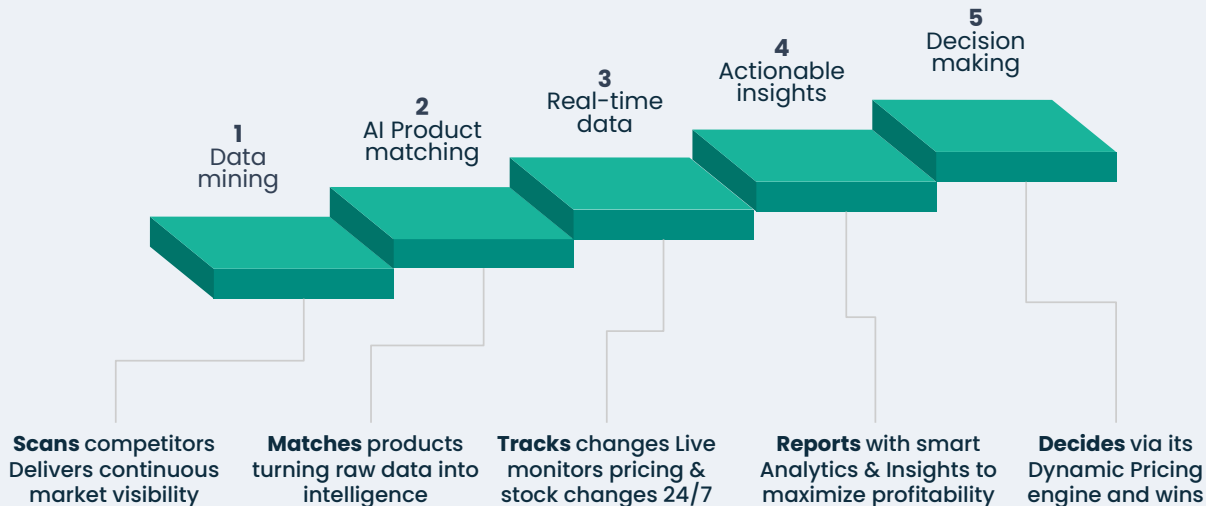 1
Data
mining
2
AI Product
matching
3
Real-time
data
4
Actionable
insights
5
Decision
making
Scans competitors
Delivers continuous
market visibility
Matches products
turning raw data into
intelligence
Tracks changes Live
monitors pricing &
stock changes 24/7
Reports with smart
Analytics & Insights to
maximize profitability
Decides via its
Dynamic Pricing
engine and wins